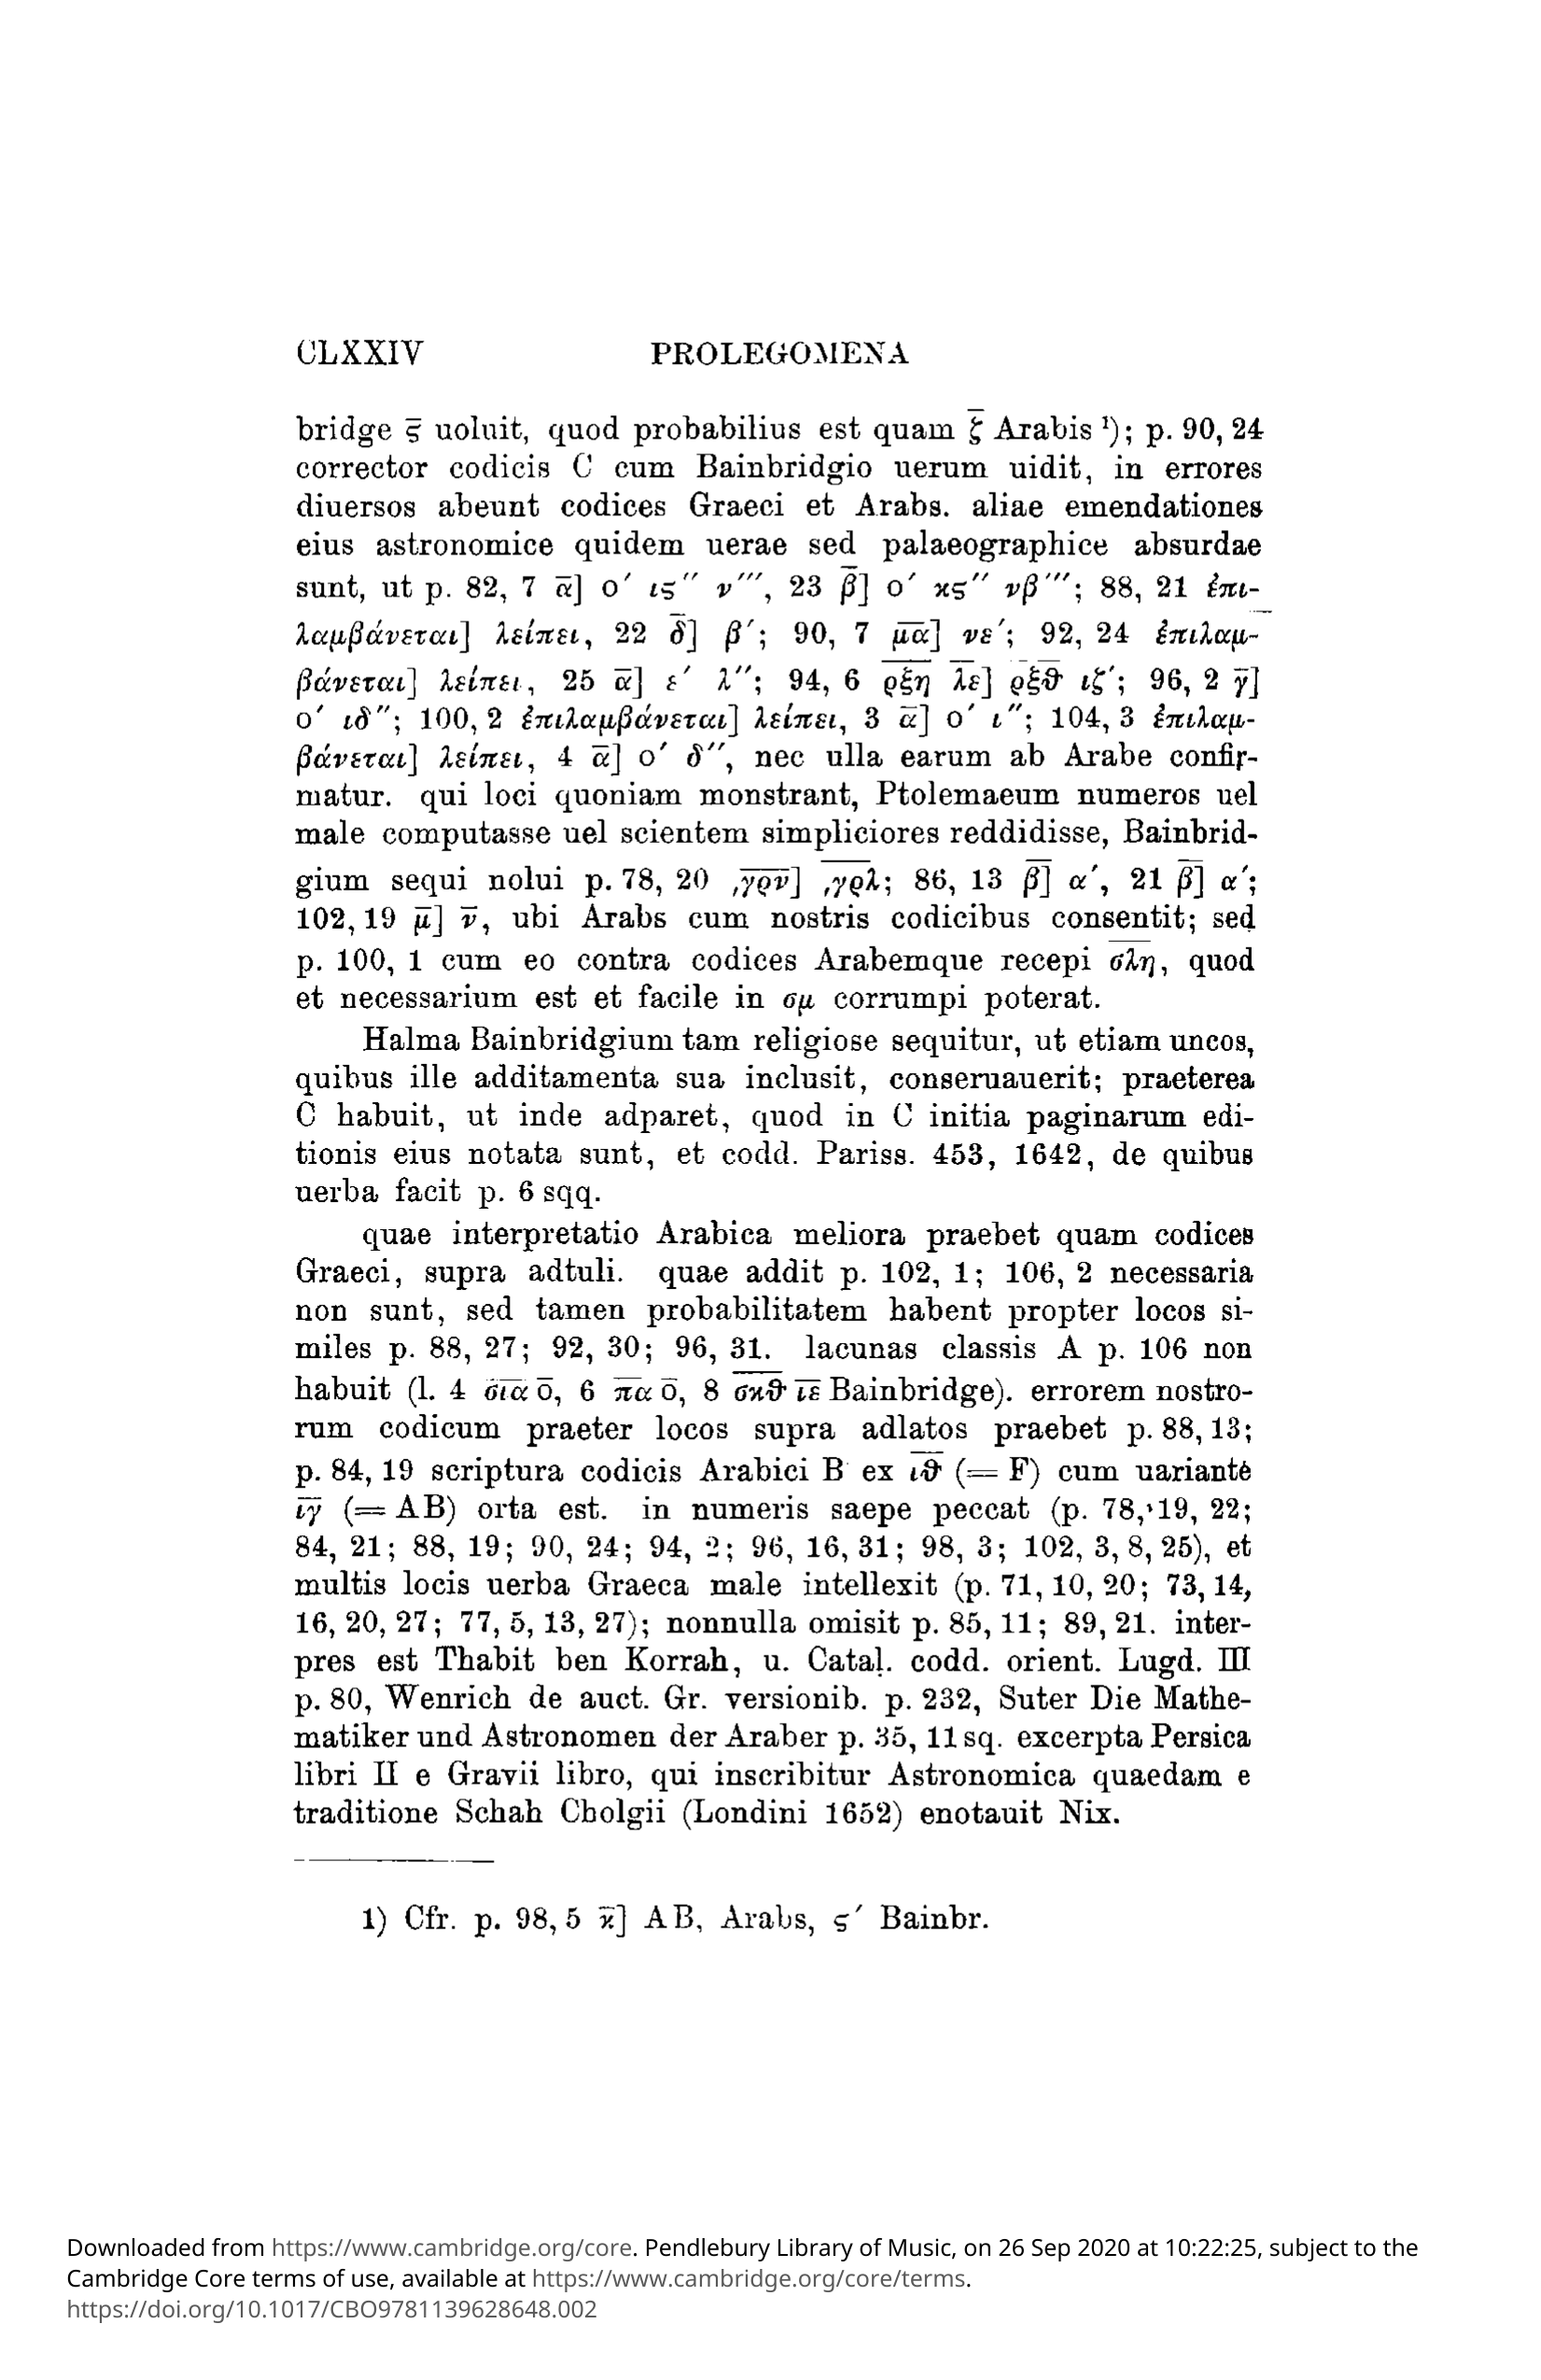 CLXXIV PROLEGOMENA
bridge ς̅ uoluit, quod probabilius est quam ζ̅ Arabis ¹); p. 90, 24
corrector codicis C cum Bainbridgio uerum uidit, in errores
diuersos abeunt codices Graeci et Arabs. aliae emendationes
eius astronomice quidem uerae sed palaeographice absurdae
sunt, ut p. 82, 7 α̅] ο′ ις″ ν‴, 23 β̅] ο′ κς″ νβ‴; 88, 21 ἐπι-
λαμβάνεται] λείπει, 22 δ̅] β′; 90, 7 μ̅α̅] νε′; 92, 24 ἐπιλαμ-
βάνεται] λείπει, 25 α̅] ε′ λ″; 94, 6 ρ̅ξ̅η̅ λ̅ε̅] ρ̅ξ̅θ̅ ιζ′; 96, 2 γ̅]
ο′ ιδ″; 100, 2 ἐπιλαμβάνεται] λείπει, 3 α̅] ο′ ι″; 104, 3 ἐπιλαμ-
βάνεται] λείπει, 4 α̅] ο′ δ″, nec ulla earum ab Arabe confir-
matur. qui loci quoniam monstrant, Ptolemaeum numeros uel
male computasse uel scientem simpliciores reddidisse, Bainbrid-
gium sequi nolui p. 78, 20 ͵γ̅ρ̅ν̅] ͵γ̅ρ̅λ̅; 86, 13 β̅] α′, 21 β̅] α′;
102, 19 μ̅] ν̅, ubi Arabs cum nostris codicibus consentit; sed
p. 100, 1 cum eo contra codices Arabemque recepi σ̅λ̅η̅, quod
et necessarium est et facile in σμ corrumpi poterat.
Halma Bainbridgium tam religiose sequitur, ut etiam uncos,
quibus ille additamenta sua inclusit, conseruauerit; praeterea
C habuit, ut inde adparet, quod in C initia paginarum edi-
tionis eius notata sunt, et codd. Pariss. 453, 1642, de quibus
uerba facit p. 6 sqq.
quae interpretatio Arabica meliora praebet quam codices
Graeci, supra adtuli. quae addit p. 102, 1; 106, 2 necessaria
non sunt, sed tamen probabilitatem habent propter locos si-
miles p. 88, 27; 92, 30; 96, 31. lacunas classis A p. 106 non
habuit (l. 4 σ̅ι̅α̅ ο̅, 6 π̅α̅ ο̅, 8 σ̅κ̅θ̅ ι̅ε̅ Bainbridge). errorem nostro-
rum codicum praeter locos supra adlatos praebet p. 88, 13;
p. 84, 19 scriptura codicis Arabici B ex ι̅θ̅ (= F) cum uariante
ι̅γ̅ (= AB) orta est. in numeris saepe peccat (p. 78, 19, 22;
84, 21; 88, 19; 90, 24; 94, 2; 96, 16, 31; 98, 3; 102, 3, 8, 25), et
multis locis uerba Graeca male intellexit (p. 71, 10, 20; 73, 14,
16, 20, 27; 77, 5, 13, 27); nonnulla omisit p. 85, 11; 89, 21. inter-
pres est Thabit ben Korrah, u. Catal. codd. orient. Lugd. III
p. 80, Wenrich de auct. Gr. versionib. p. 232, Suter Die Mathe-
matiker und Astronomen der Araber p. 35, 11 sq. excerpta Persica
libri II e Gravii libro, qui inscribitur Astronomica quaedam e
traditione Schah Cholgii (Londini 1652) enotauit Nix.
1) Cfr. p. 98, 5 κ̅] AB, Arabs, ς′ Bainbr.
Downloaded from https://www.cambridge.org/core. Pendlebury Library of Music, on 26 Sep 2020 at 10:22:25, subject to the
Cambridge Core terms of use, available at https://www.cambridge.org/core/terms.
https://doi.org/10.1017/CBO9781139628648.002